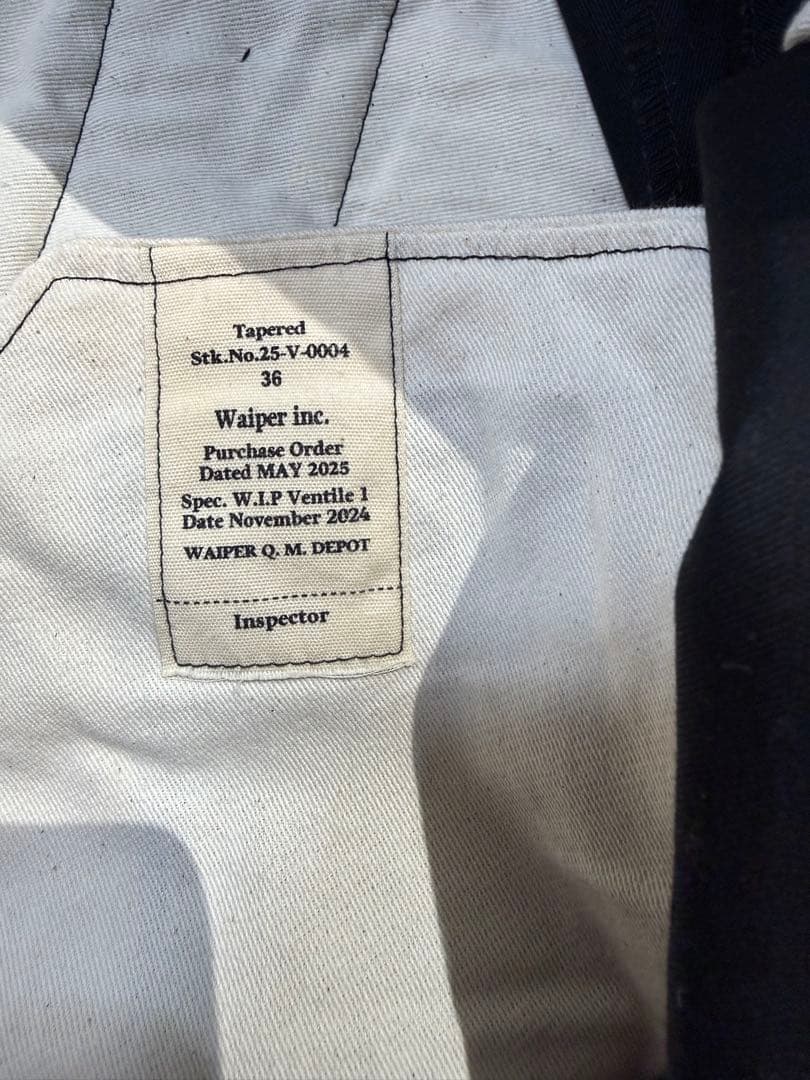 Tapered
Stk.No.25-V-0004
36
Waiper inc.
Purchase Order
Dated MAY 2025
Spec. W.I.P Ventile 1
Date November 2024
WAIPER Q. M. DEPOT
Inspector